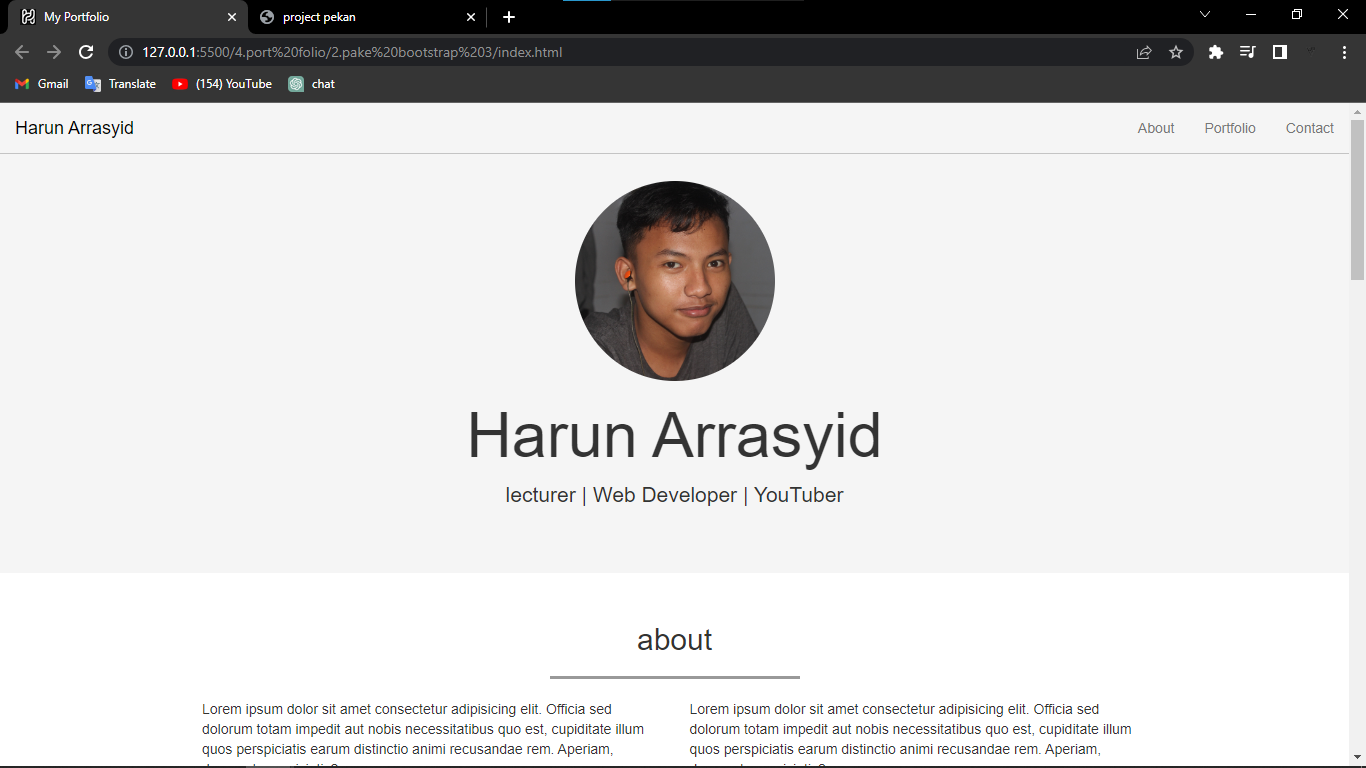 My Portfolio
project pekan
127.0.0.1:5500/4.port%20folio/2.pake%20bootstrap%203/index.html
Gmail
Translate
(154) YouTube
chat
Harun Arrasyid
About
Portfolio
Contact
Harun Arrasyid
lecturer | Web Developer | YouTuber
about
Lorem ipsum dolor sit amet consectetur adipisicing elit. Officia sed
dolorum totam impedit aut nobis necessitatibus quo est, cupiditate illum
quos perspiciatis earum distinctio animi recusandae rem. Aperiam,
Lorem ipsum dolor sit amet consectetur adipisicing elit. Officia sed
dolorum totam impedit aut nobis necessitatibus quo est, cupiditate illum
quos perspiciatis earum distinctio animi recusandae rem. Aperiam,